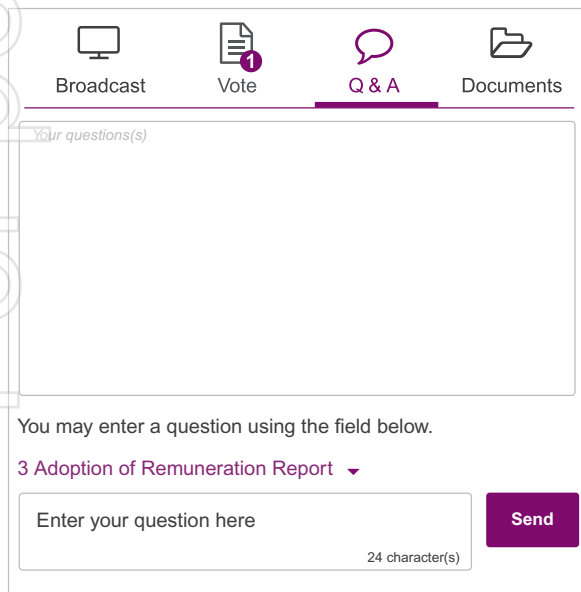 Broadcast Vote 1 Q & A Documents
Your questions(s)
You may enter a question using the field below.
3 Adoption of Remuneration Report
Enter your question here
Send
24 character(s)